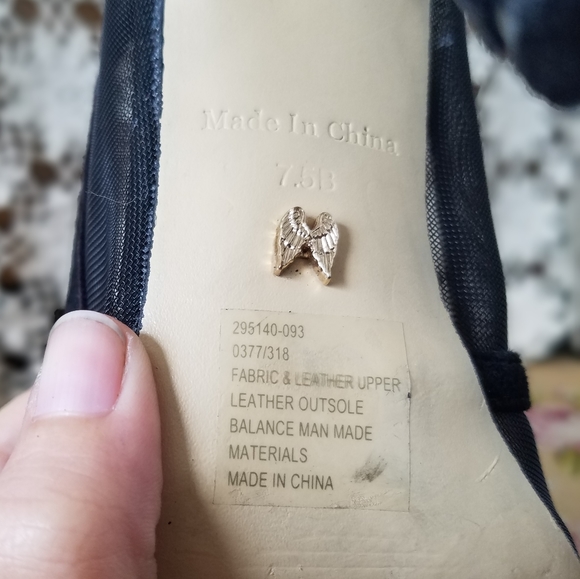 Made In China
7.5B
295140-093
0377/318
FABRIC & LEATHER UPPER
LEATHER OUTSOLE
BALANCE MAN MADE
MATERIALS
MADE IN CHINA